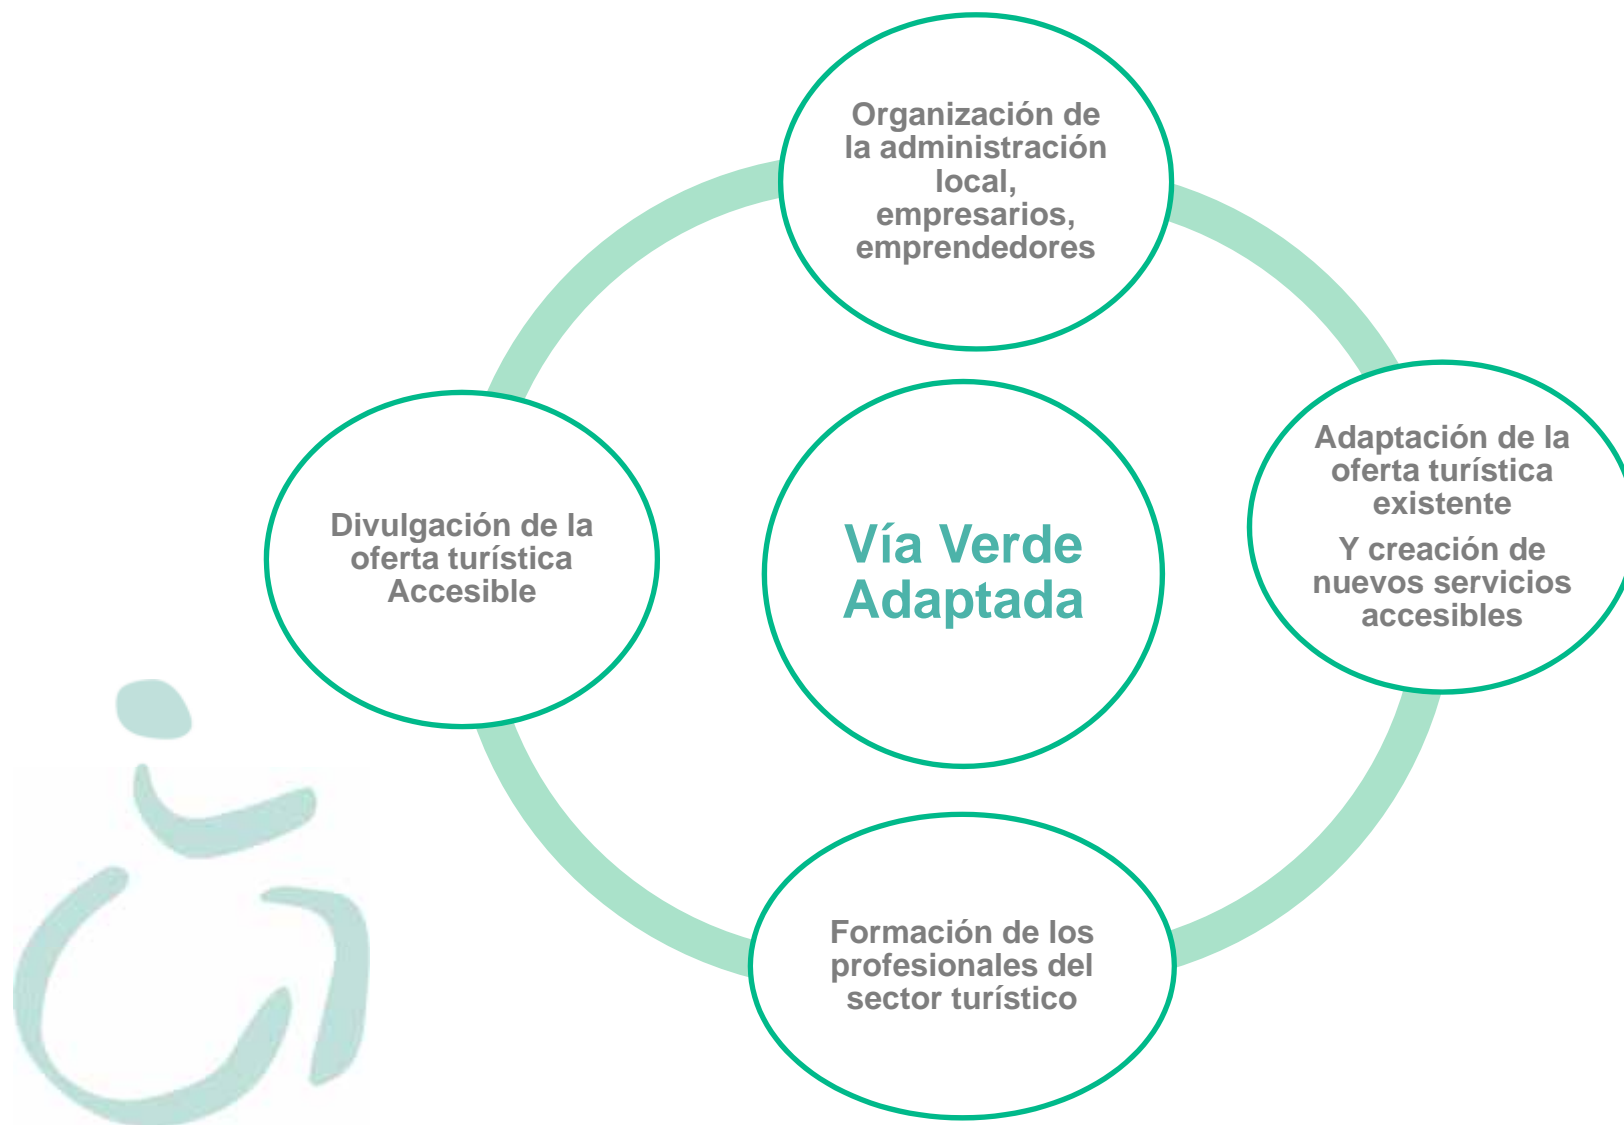 Organización de
la administración
local,
empresarios,
emprendedores
Adaptación de la
oferta turística
existente
Y creación de
nuevos servicios
accesibles
Divulgación de la
oferta turística
Accesible
Vía Verde
Adaptada
Formación de los
profesionales del
sector turístico